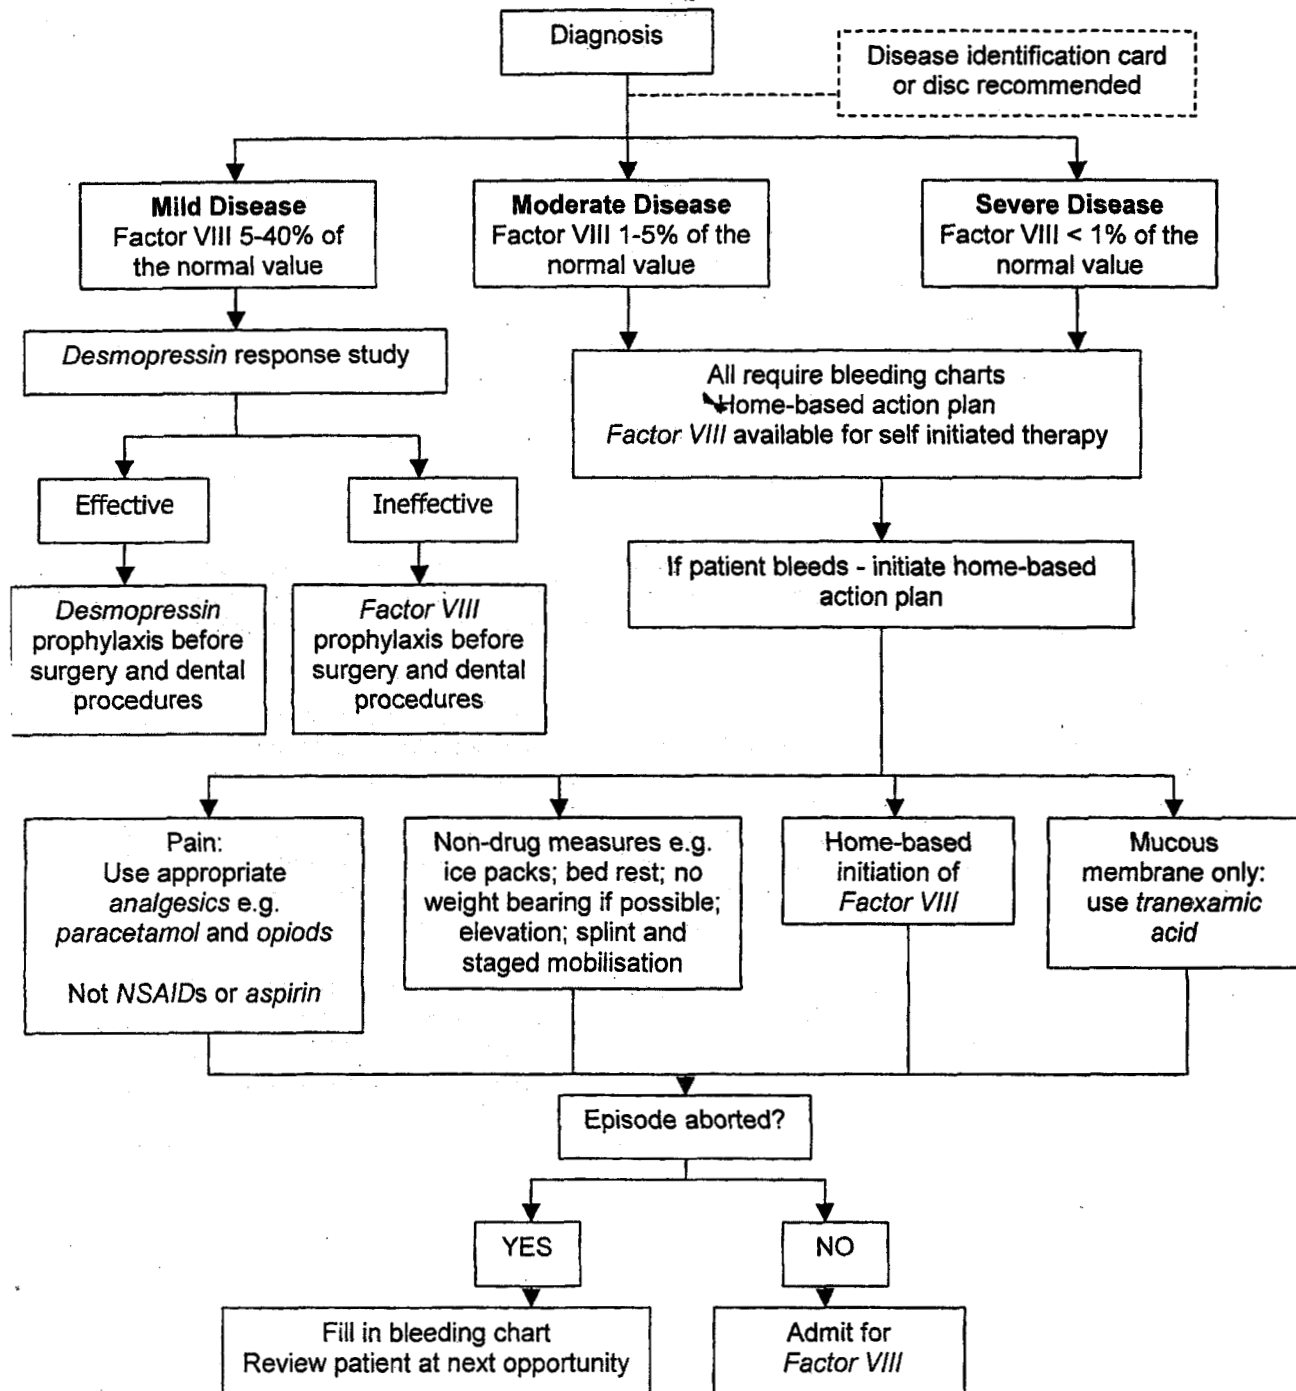 Diagnosis
Disease identification card
or disc recommended
Mild Disease
Factor VIII 5-40% of
the normal value
Moderate Disease
Factor VIII 1-5% of the
normal value
Severe Disease
Factor VIII < 1% of the
normal value
Desmopressin response study
All require bleeding charts
Home-based action plan
Factor VIII available for self initiated therapy
Effective
Ineffective
If patient bleeds - initiate home-based
action plan
Desmopressin
prophylaxis before
surgery and dental
procedures
Factor VIII
prophylaxis before
surgery and dental
procedures
Pain:
Use appropriate
analgesics e.g.
paracetamol and opiods
Not NSAIDs or aspirin
Non-drug measures e.g.
ice packs; bed rest; no
weight bearing if possible;
elevation; splint and
staged mobilisation
Home-based
initiation of
Factor VIII
Mucous
membrane only:
use tranexamic
acid
Episode aborted?
YES
NO
Fill in bleeding chart
Review patient at next opportunity
Admit for
Factor VIII